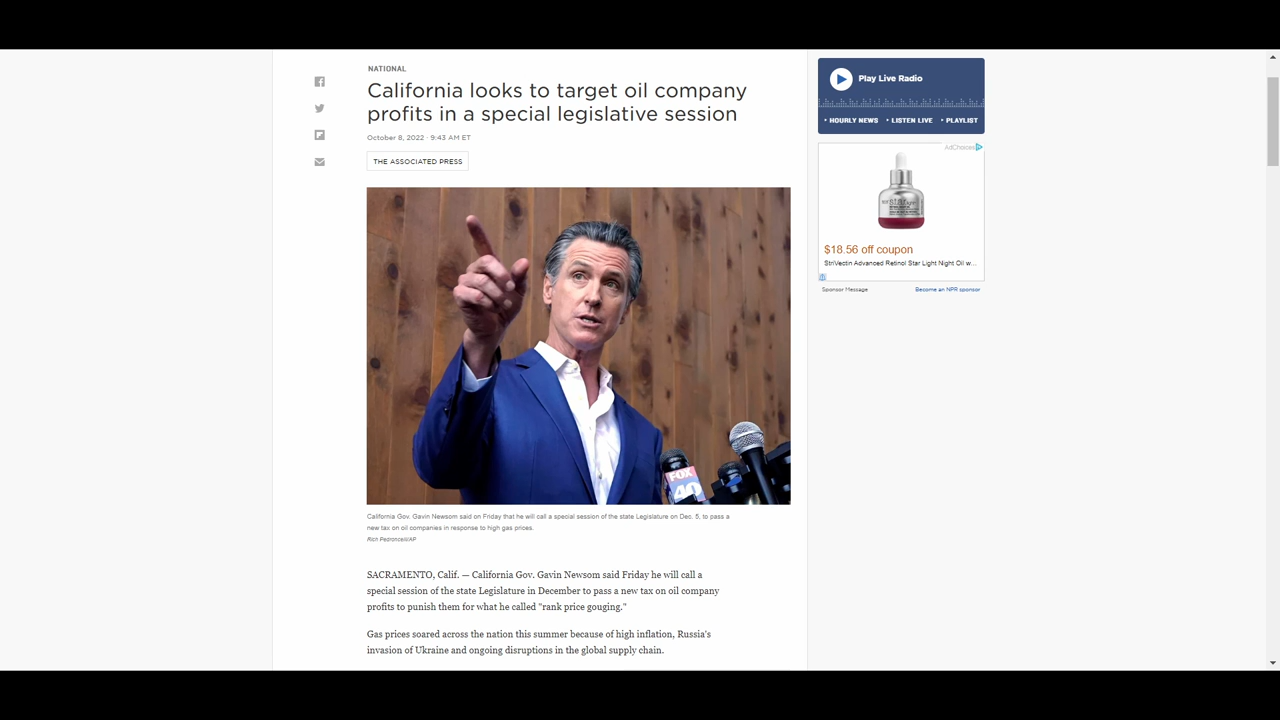 NATIONAL
California looks to target oil company
profits in a special legislative session
October 8, 2022 · 9:43 AM ET
THE ASSOCIATED PRESS
FOX
40
California Gov. Gavin Newsom said on Friday that he will call a special session of the state Legislature on Dec. 5, to pass a
new tax on oil companies in response to high gas prices.
Rich Pedroncelli/AP
SACRAMENTO, Calif. — California Gov. Gavin Newsom said Friday he will call a
special session of the state Legislature in December to pass a new tax on oil company
profits to punish them for what he called "rank price gouging."
Gas prices soared across the nation this summer because of high inflation, Russia's
invasion of Ukraine and ongoing disruptions in the global supply chain.
Play Live Radio
• HOURLY NEWS • LISTEN LIVE • PLAYLIST
AdChoices
$18.56 off coupon
StriVectin Advanced Retinol Star Light Night Oil w...
Sponsor Message
Become an NPR sponsor